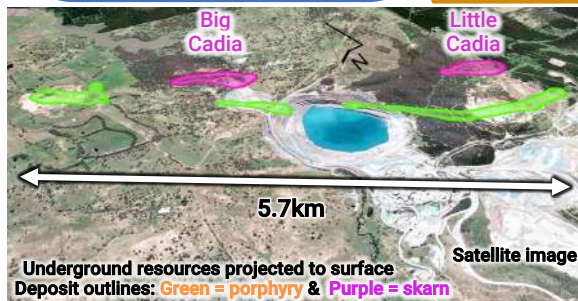 Big
Cadia
Little
Cadia
N
5.7km
Satellite image
Underground resources projected to surface
Deposit outlines: Green = porphyry & Purple = skarn